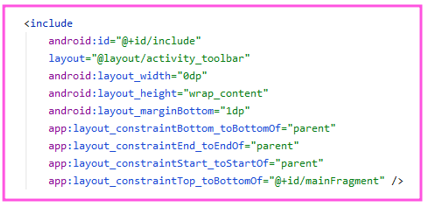 <include
android:id="@+id/include"
layout="@layout/activity_toolbar"
android:layout_width="0dp"
android:layout_height="wrap_content"
android:layout_marginBottom="1dp"
app:layout_constraintBottom_toBottomOf="parent"
app:layout_constraintEnd_toEndOf="parent"
app:layout_constraintStart_toStartOf="parent"
app:layout_constraintTop_toBottomOf="@+id/mainFragment" />